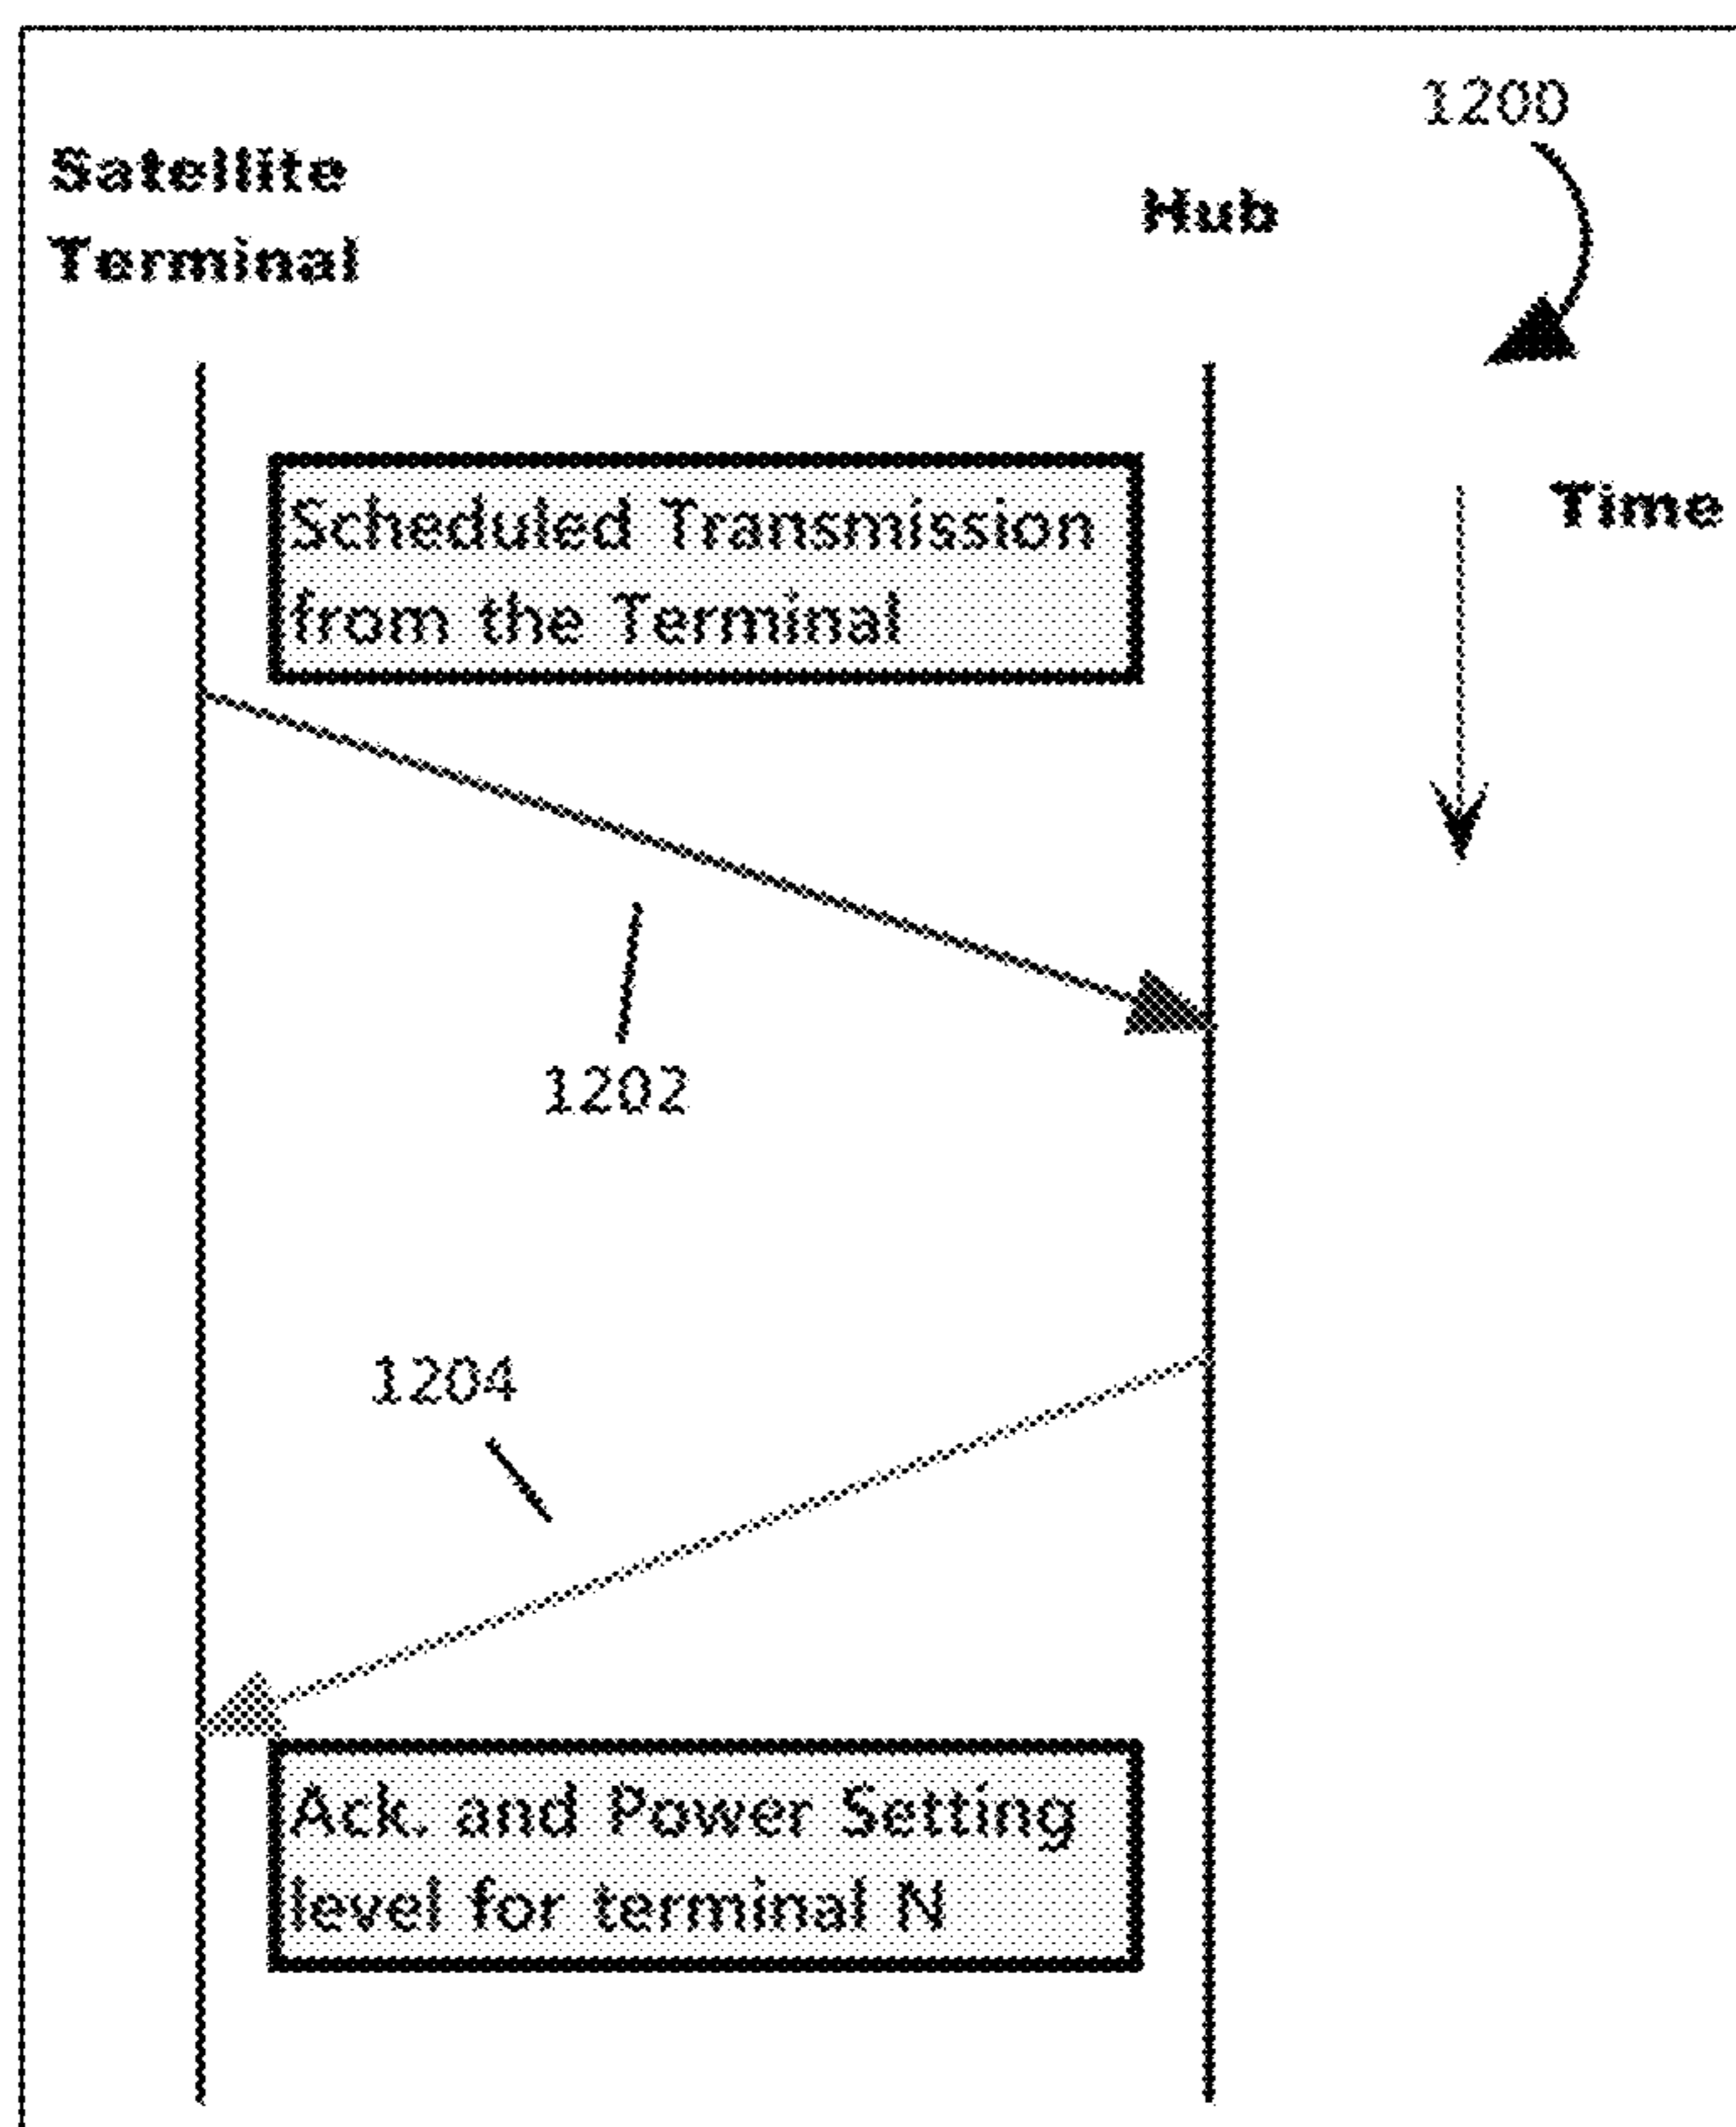 1200
Satellite
Terminal
Hub
Time
Scheduled Transmission
from the Terminal
1202
1204
Ack. and Power Setting
level for terminal N